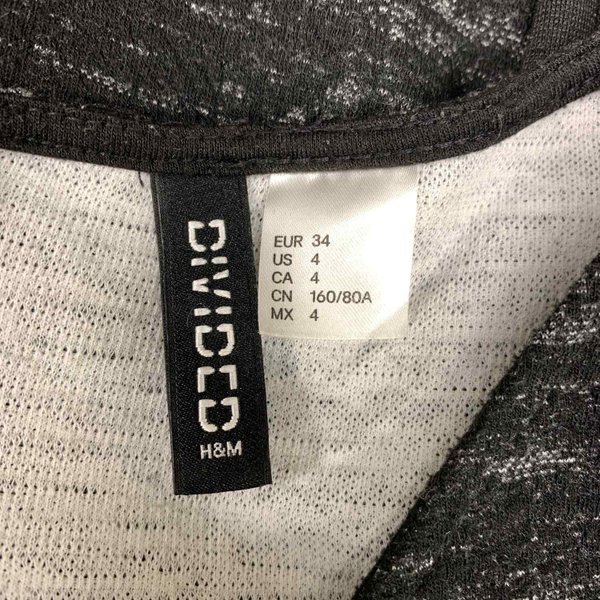 DIVIDED
H&M
EUR 34
US 4
CA 4
CN 160/80A
MX 4